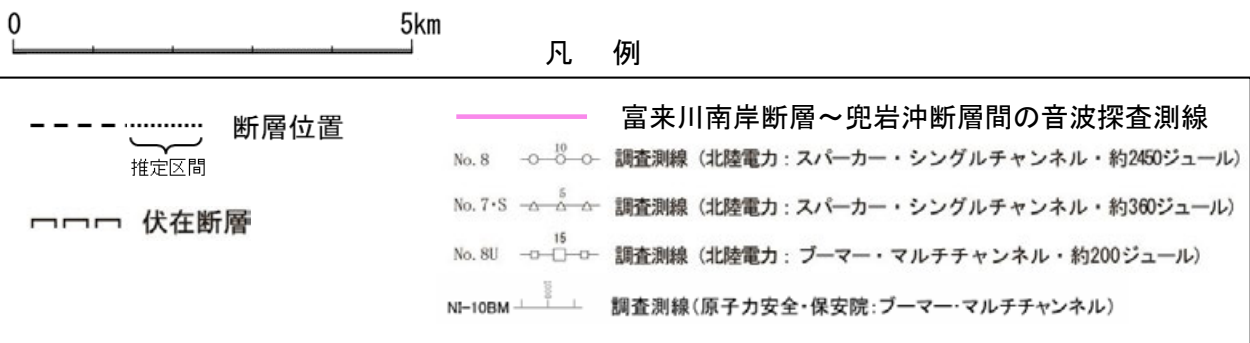 0 5km
凡 例
断層位置
推定区間
伏在断層
富来川南岸断層~兜岩沖断層間の音波探査測線
No. 8 10 調査測線(北陸電力:スパーカー・シングルチャンネル・約2450ジュール)
No. 7・S 5 調査測線(北陸電力:スパーカー・シングルチャンネル・約360ジュール)
No. 8U 15 調査測線(北陸電力:ブーマー・マルチチャンネル・約200ジュール)
NI-10BM 調査測線(原子力安全・保安院:ブーマー・マルチチャンネル)